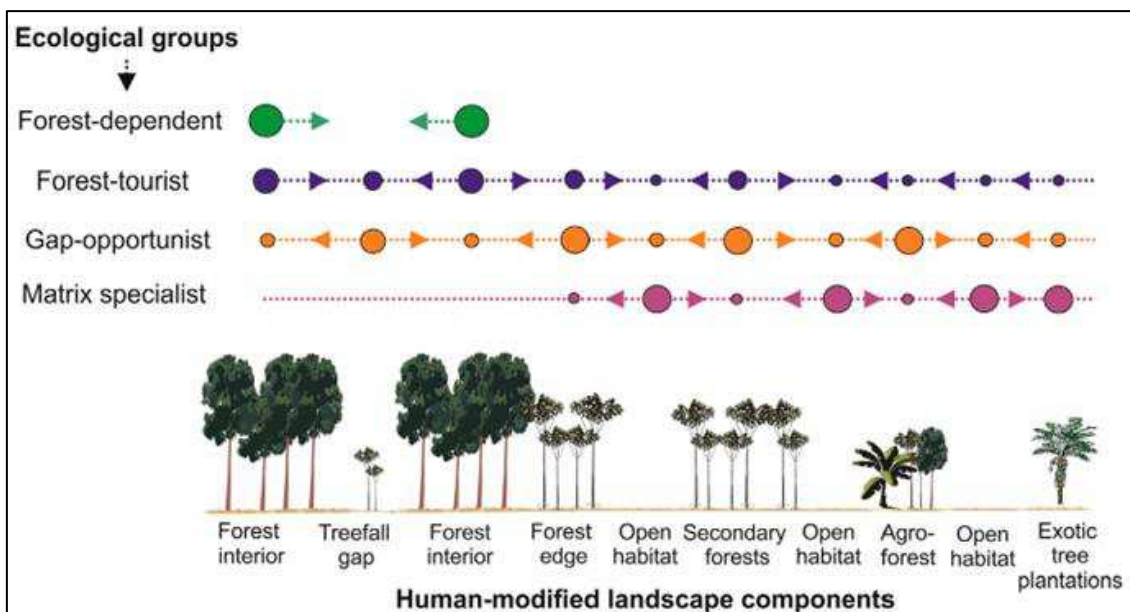 Ecological groups
Forest-dependent
Forest-tourist
Gap-opportunist
Matrix specialist
Forest
interior
Treefall
gap
Forest
interior
Forest
edge
Open
habitat
Secondary
forests
Open
habitat
Agro-
forest
Open
habitat
Exotic
tree
plantations
Human-modified landscape components